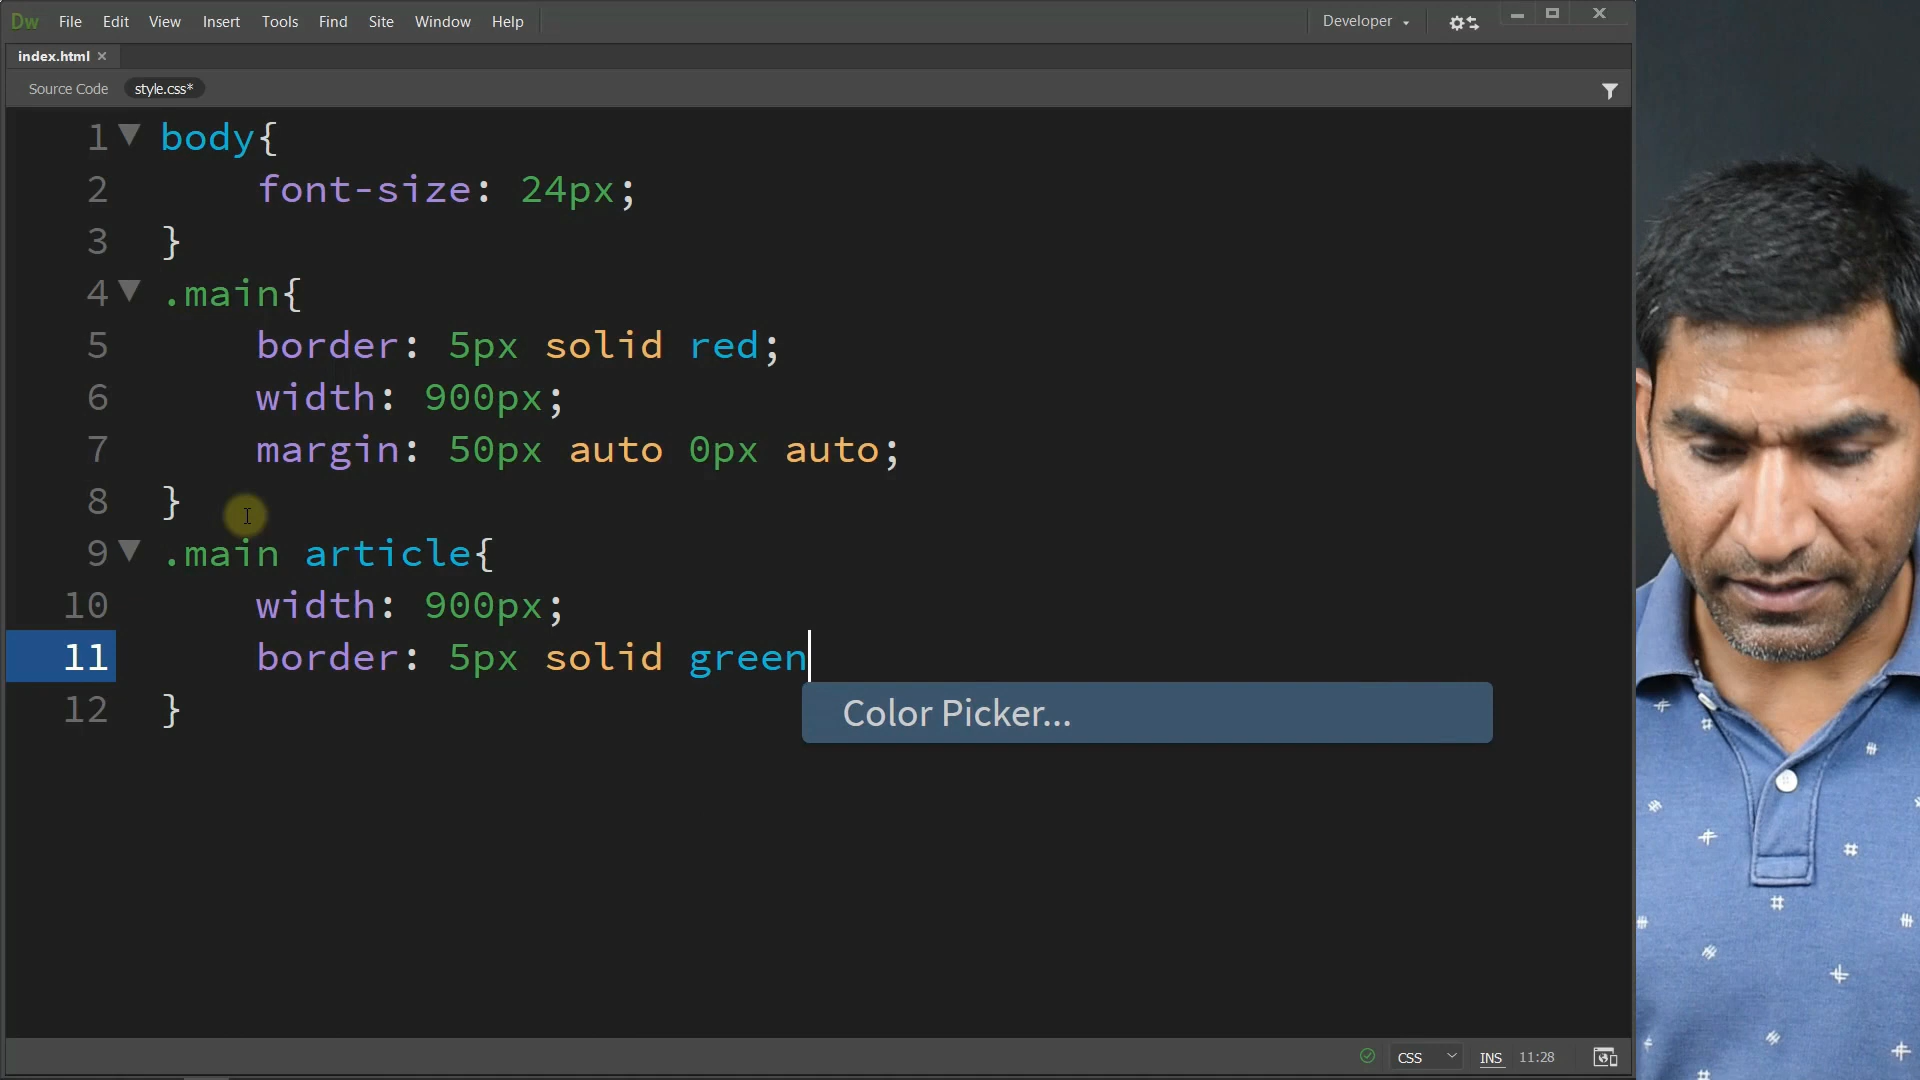 Dw File Edit View Insert Tools Find Site Window Help Developer
index.html
Source Code style.css*
1 body{
2 font-size: 24px;
3 }
4 .main{
5 border: 5px solid red;
6 width: 900px;
7 margin: 50px auto 0px auto;
8 }
9 .main article{
10 width: 900px;
11 border: 5px solid green
12 }
Color Picker...
CSS INS 11:28